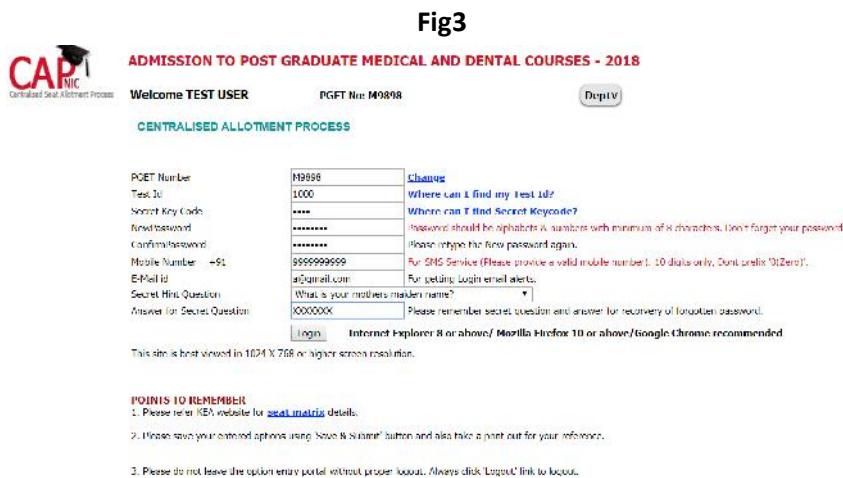 Fig3
CAP NIC
Centralised Seat Allotment Process
ADMISSION TO POST GRADUATE MEDICAL AND DENTAL COURSES - 2018
Welcome TEST USER PGET No: M9898 DeptV
CENTRALISED ALLOTMENT PROCESS
PGET Number M9898 Change
Test Id 1000 Where can I find my Test Id?
Secret Key Code •••• Where can I find Secret Keycode?
NewPassword •••••••• Password should be alphabets & numbers with minimum of 8 characters. Don't forget your password
ConfirmPassword •••••••• Please retype the New password again.
Mobile Number +91 9999999999 For SMS Service (Please provide a valid mobile number). 10 digits only, Dont prefix '0(Zero)'.
E-Mail id a@gmail.com For getting Login email alerts.
Secret Hint Question What is your mothers maiden name?
Answer for Secret Question XXXXXXX Please remember secret question and answer for recorvery of forgotten password.
Login Internet Explorer 8 or above/ Mozilla Firefox 10 or above/Google Chrome recommended
This site is best viewed in 1024 X 768 or higher screen resolution.
POINTS TO REMEMBER
1. Please refer KEA website for seat matrix details.
2. Please save your entered options using 'Save & Submit' button and also take a print out for your reference.
3. Please do not leave the option entry portal without proper logout. Always click 'Logout' link to logout.